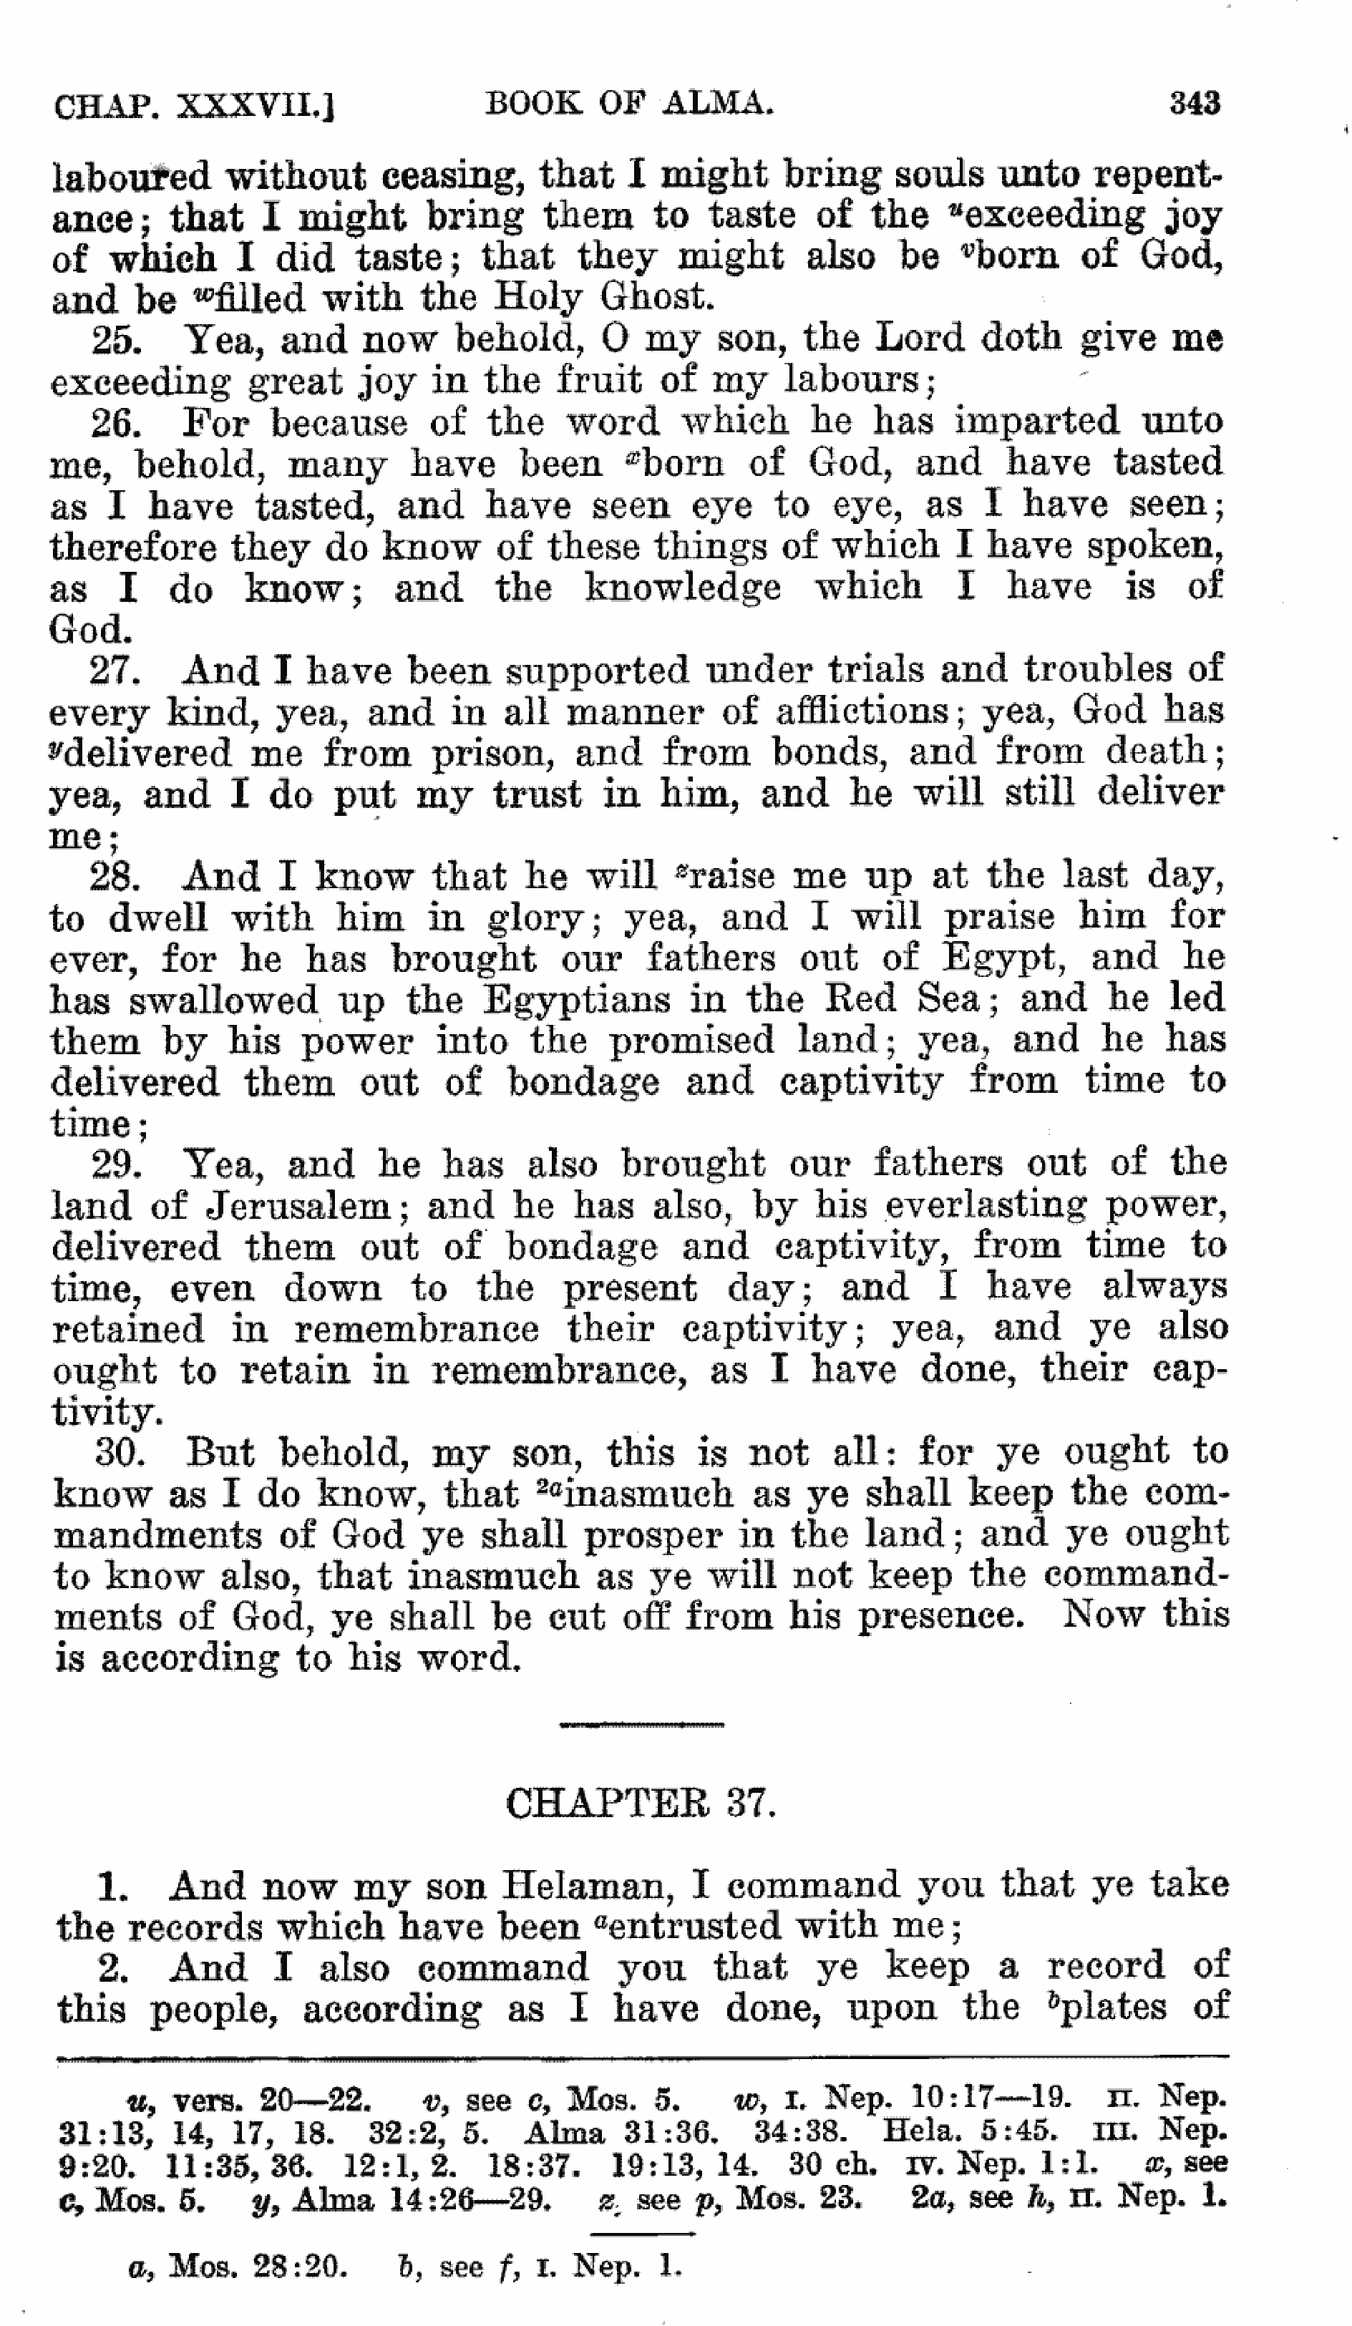 CHAP. XXXVII.] BOOK OF ALMA. 343
laboured without ceasing, that I might bring souls unto repent-
ance; that I might bring them to taste of the ᵘexceeding joy
of which I did taste; that they might also be ᵛborn of God,
and be ʷfilled with the Holy Ghost.
25. Yea, and now behold, O my son, the Lord doth give me
exceeding great joy in the fruit of my labours;
26. For because of the word which he has imparted unto
me, behold, many have been ˣborn of God, and have tasted
as I have tasted, and have seen eye to eye, as I have seen;
therefore they do know of these things of which I have spoken,
as I do know; and the knowledge which I have is of
God.
27. And I have been supported under trials and troubles of
every kind, yea, and in all manner of afflictions; yea, God has
ʸdelivered me from prison, and from bonds, and from death;
yea, and I do put my trust in him, and he will still deliver
me;
28. And I know that he will ᶻraise me up at the last day,
to dwell with him in glory; yea, and I will praise him for
ever, for he has brought our fathers out of Egypt, and he
has swallowed up the Egyptians in the Red Sea; and he led
them by his power into the promised land; yea, and he has
delivered them out of bondage and captivity from time to
time;
29. Yea, and he has also brought our fathers out of the
land of Jerusalem; and he has also, by his everlasting power,
delivered them out of bondage and captivity, from time to
time, even down to the present day; and I have always
retained in remembrance their captivity; yea, and ye also
ought to retain in remembrance, as I have done, their cap-
tivity.
30. But behold, my son, this is not all: for ye ought to
know as I do know, that ²ᵃinasmuch as ye shall keep the com-
mandments of God ye shall prosper in the land; and ye ought
to know also, that inasmuch as ye will not keep the command-
ments of God, ye shall be cut off from his presence. Now this
is according to his word.
CHAPTER 37.
1. And now my son Helaman, I command you that ye take
the records which have been ᵃentrusted with me;
2. And I also command you that ye keep a record of
this people, according as I have done, upon the ᵇplates of
u, vers. 20—22. v, see c, Mos. 5. w, I. Nep. 10:17—19. II. Nep.
31:13, 14, 17, 18. 32:2, 5. Alma 31:36. 34:38. Hela. 5:45. III. Nep.
9:20. 11:35, 36. 12:1, 2. 18:37. 19:13, 14. 30 ch. IV. Nep. 1:1. x, see
c, Mos. 5. y, Alma 14:26—29. z, see p, Mos. 23. 2a, see h, II. Nep. 1.
a, Mos. 28:20. b, see f, I. Nep. 1.